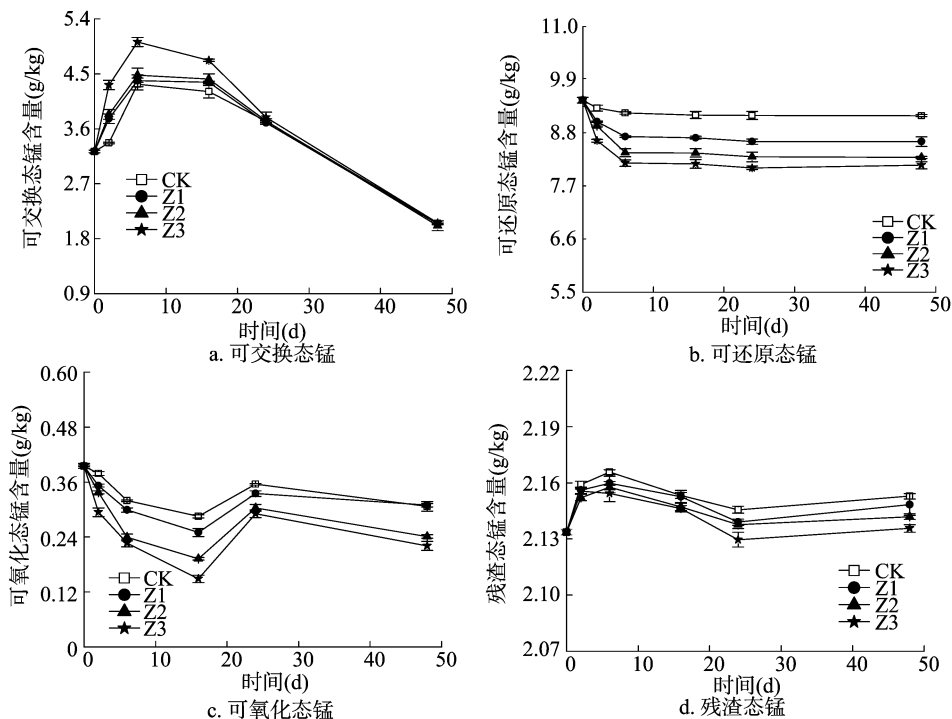 可交换态锰含量(g/kg)
5.4
4.5
3.6
2.7
1.8
0.9
CK
Z1
Z2
Z3
0 10 20 30 40 50
时间(d)
a. 可交换态锰
可还原态锰含量(g/kg)
11.0
9.9
8.8
7.7
6.6
5.5
CK
Z1
Z2
Z3
0 10 20 30 40 50
时间(d)
b. 可还原态锰
可氧化态锰含量(g/kg)
0.60
0.48
0.36
0.24
0.12
0
CK
Z1
Z2
Z3
0 10 20 30 40 50
时间(d)
c. 可氧化态锰
残渣态锰含量(g/kg)
2.22
2.19
2.16
2.13
2.10
2.07
CK
Z1
Z2
Z3
0 10 20 30 40 50
时间(d)
d. 残渣态锰